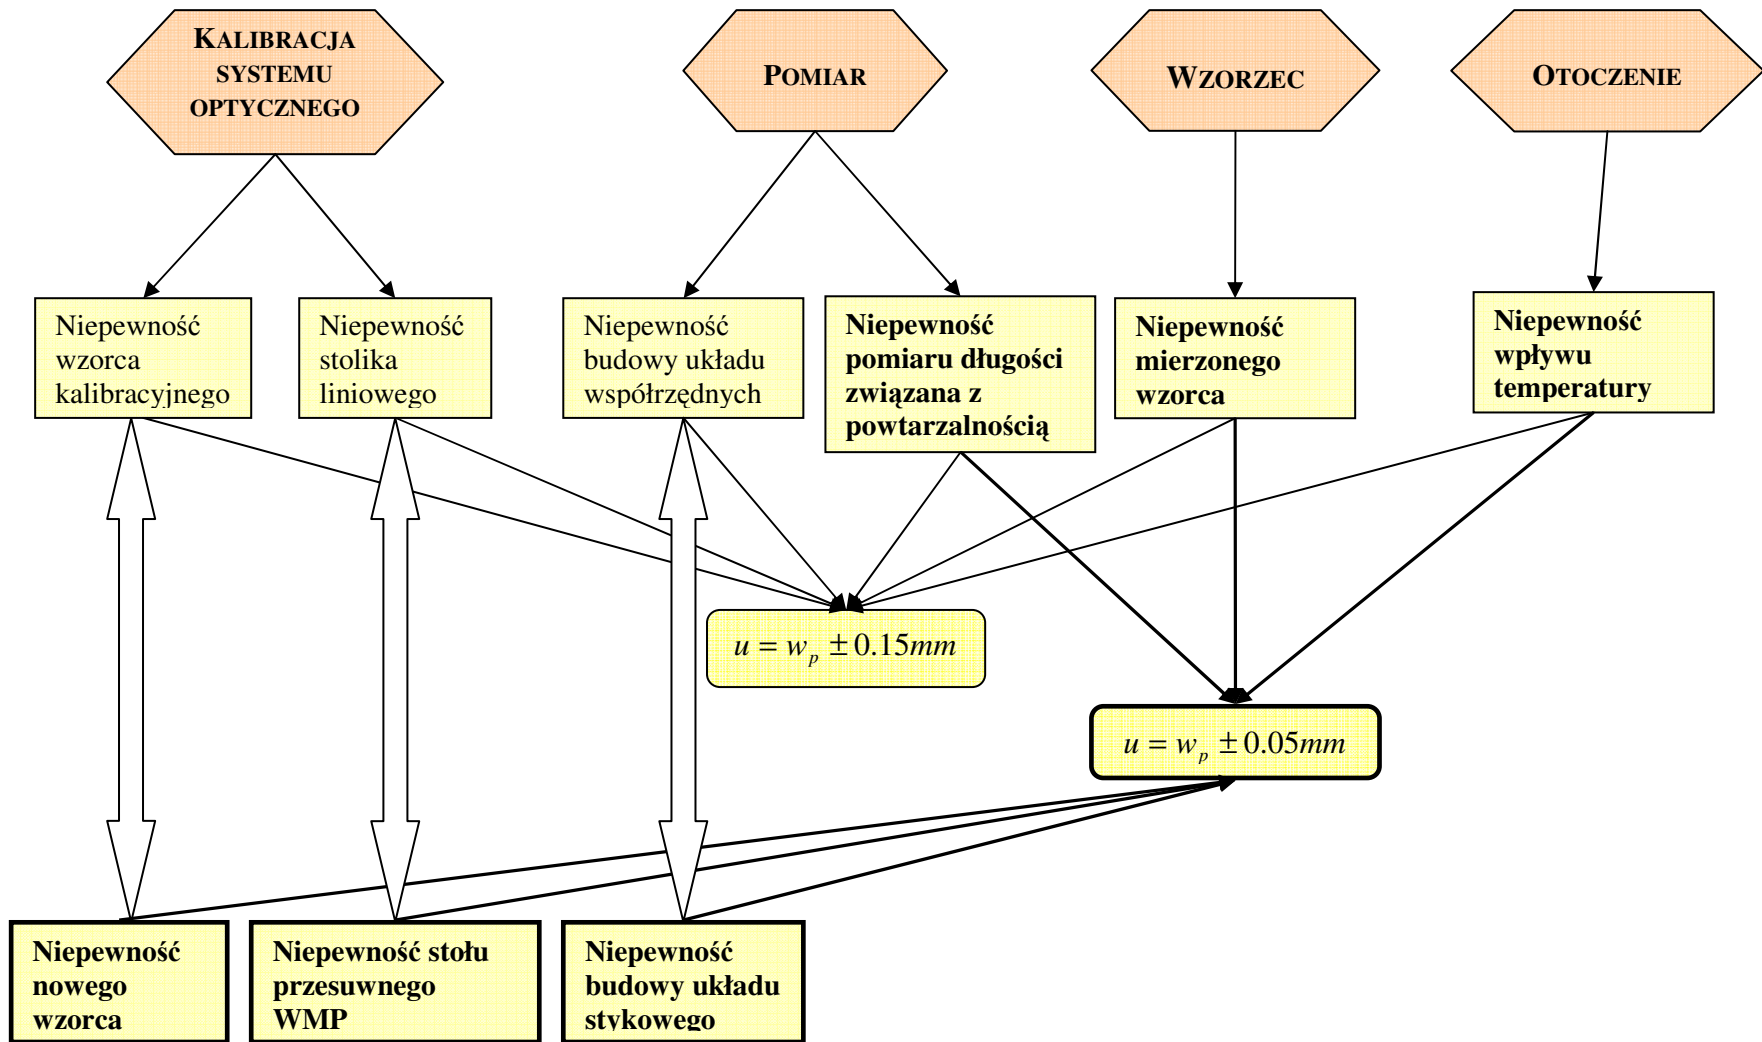 KALIBRACJA
SYSTEMU
OPTYCZNEGO
POMIAR
WZORZEC
OTOCZENIE
Niepewność
wzorca
kalibracyjnego
Niepewność
stolika
liniowego
Niepewność
budowy układu
współrzędnych
Niepewność
pomiaru długości
związana z
powtarzalnością
Niepewność
mierzonego
wzorca
Niepewność
wpływu
temperatury
u = w_p ± 0.15mm
u = w_p ± 0.05mm
Niepewność
nowego
wzorca
Niepewność stołu
przesuwnego
WMP
Niepewność
budowy układu
stykowego